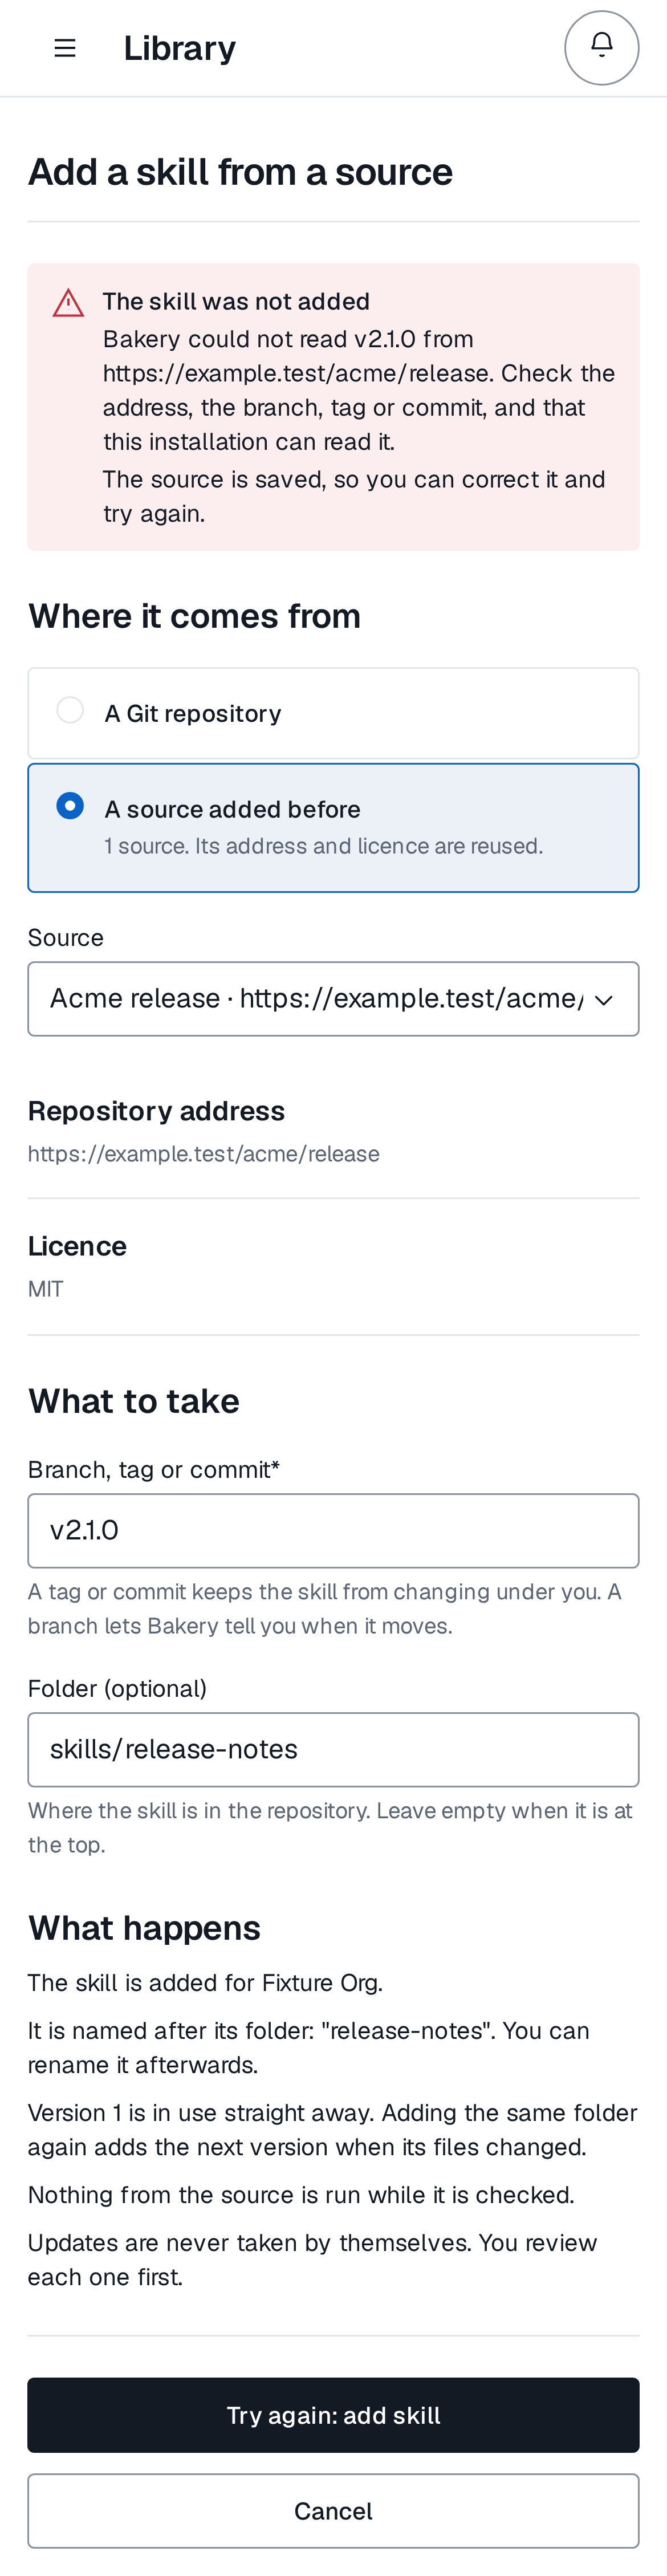 Library
Add a skill from a source
The skill was not added
Bakery could not read v2.1.0 from
https://example.test/acme/release. Check the
address, the branch, tag or commit, and that
this installation can read it.
The source is saved, so you can correct it and
try again.
Where it comes from
A Git repository
A source added before
1 source. Its address and licence are reused.
Source
Acme release · https://example.test/acme/
Repository address
https://example.test/acme/release
Licence
MIT
What to take
Branch, tag or commit*
v2.1.0
A tag or commit keeps the skill from changing under you. A
branch lets Bakery tell you when it moves.
Folder (optional)
skills/release-notes
Where the skill is in the repository. Leave empty when it is at
the top.
What happens
The skill is added for Fixture Org.
It is named after its folder: "release-notes". You can
rename it afterwards.
Version 1 is in use straight away. Adding the same folder
again adds the next version when its files changed.
Nothing from the source is run while it is checked.
Updates are never taken by themselves. You review
each one first.
Try again: add skill
Cancel